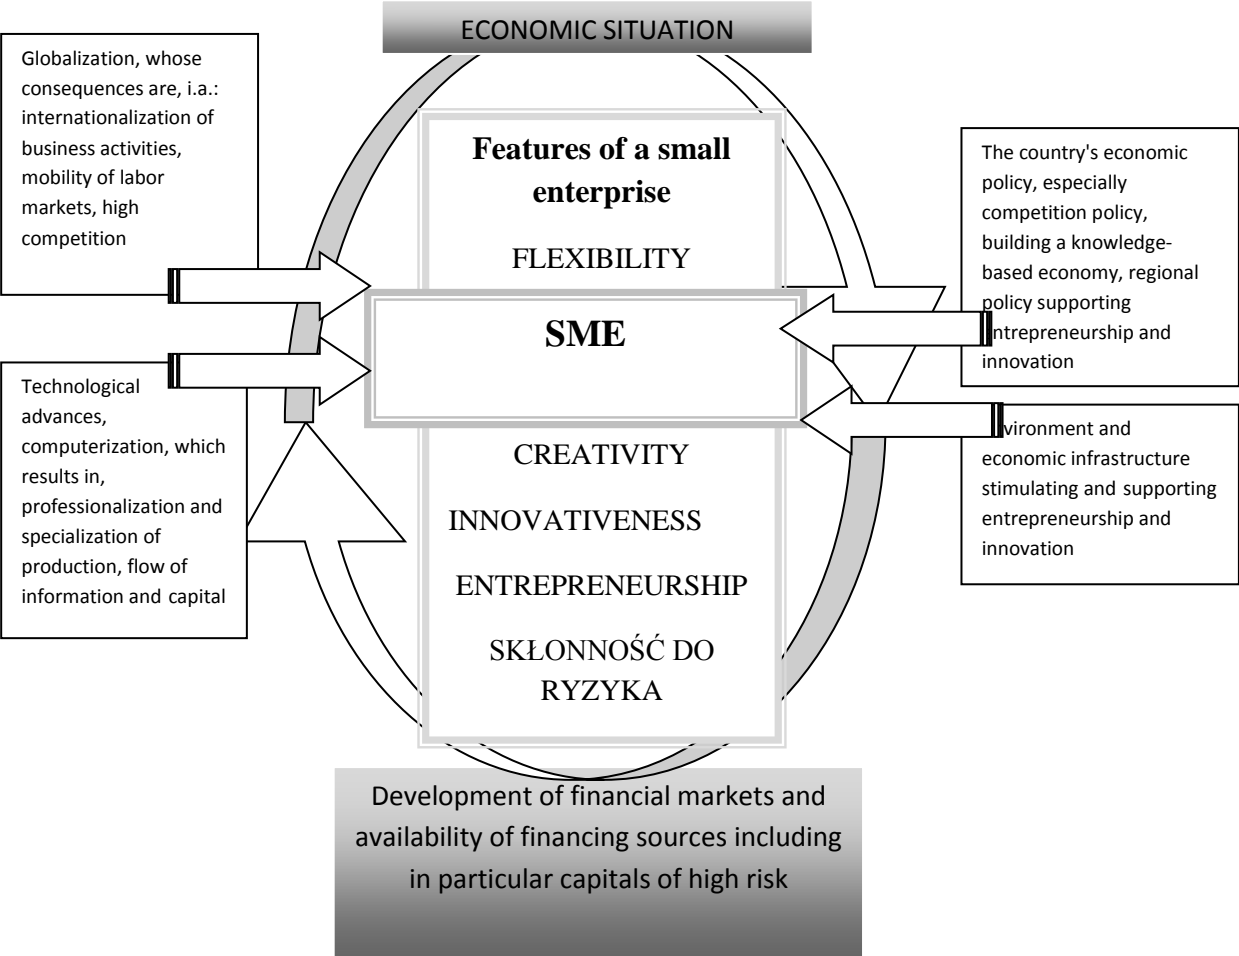 ECONOMIC SITUATION
Globalization, whose
consequences are, i.a.:
internationalization of
business activities,
mobility of labor
markets, high
competition
Features of a small
enterprise
FLEXIBILITY
SME
CREATIVITY
INNOVATIVENESS
ENTREPRENEURSHIP
SKŁONNOŚĆ DO
RYZYKA
The country's economic
policy, especially
competition policy,
building a knowledge-
based economy, regional
policy supporting
entrepreneurship and
innovation
Technological
advances,
computerization, which
results in,
professionalization and
specialization of
production, flow of
information and capital
vironment and
economic infrastructure
stimulating and supporting
entrepreneurship and
innovation
Development of financial markets and
availability of financing sources including
in particular capitals of high risk